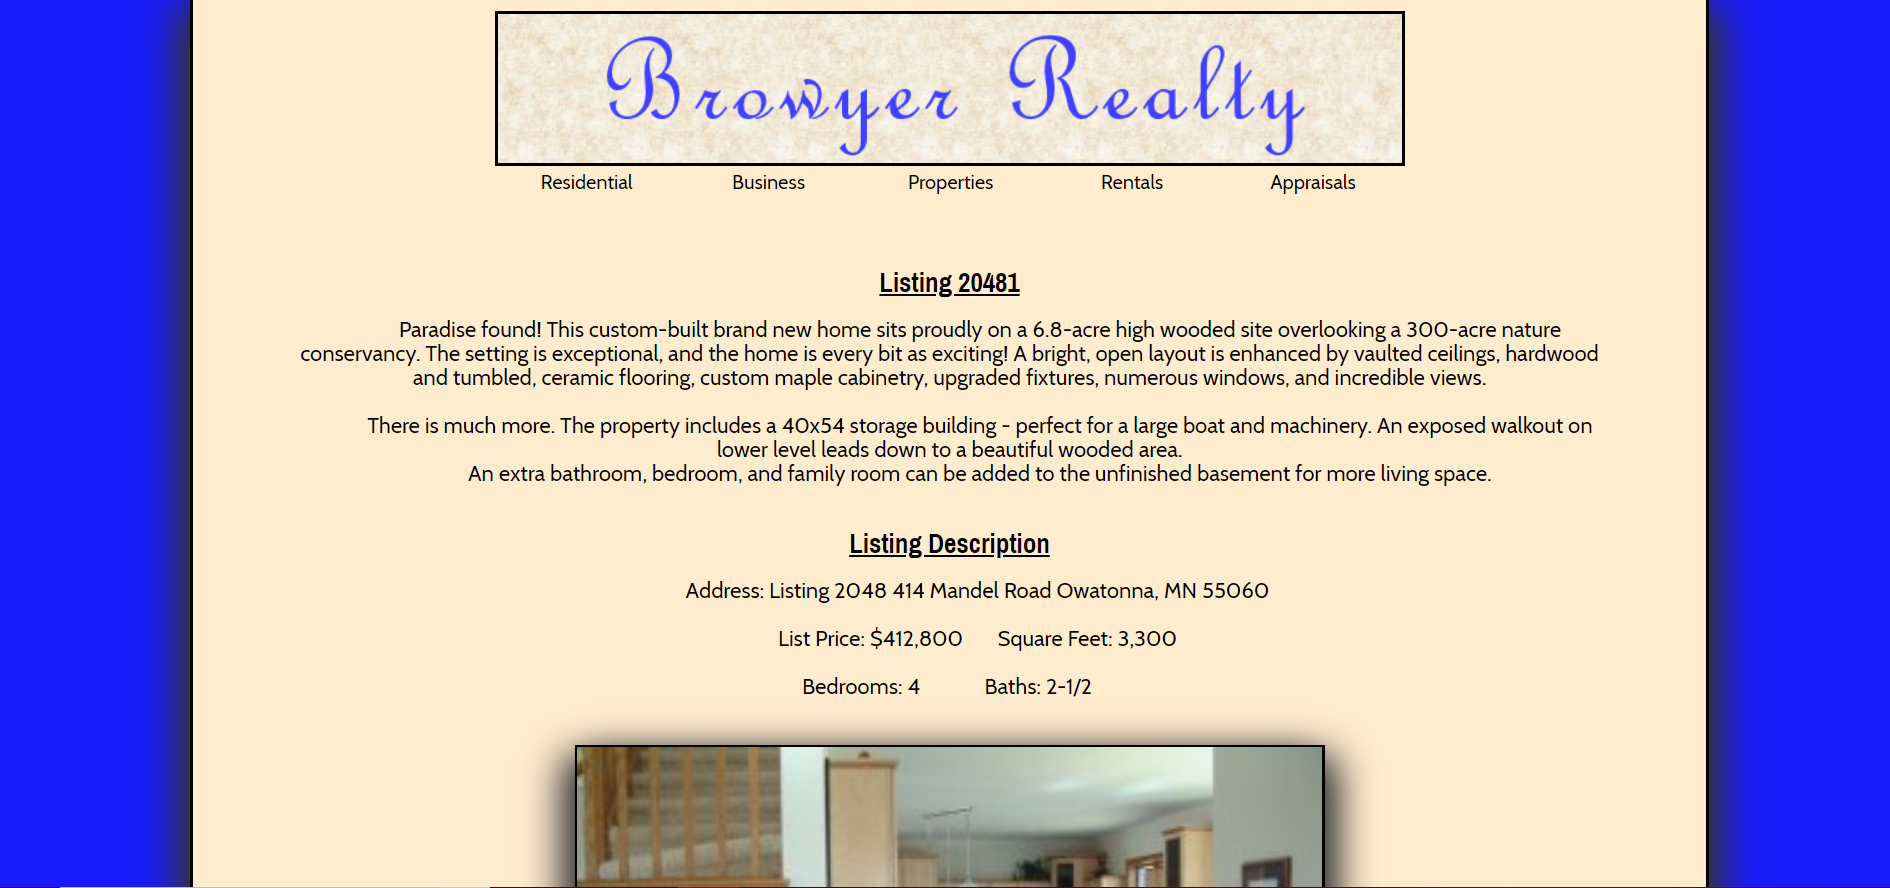 Browyer Realty
Residential Business Properties Rentals Appraisals
Listing 20481
Paradise found! This custom-built brand new home sits proudly on a 6.8-acre high wooded site overlooking a 300-acre nature
conservancy. The setting is exceptional, and the home is every bit as exciting! A bright, open layout is enhanced by vaulted ceilings, hardwood
and tumbled, ceramic flooring, custom maple cabinetry, upgraded fixtures, numerous windows, and incredible views.
There is much more. The property includes a 40x54 storage building - perfect for a large boat and machinery. An exposed walkout on
lower level leads down to a beautiful wooded area.
An extra bathroom, bedroom, and family room can be added to the unfinished basement for more living space.
Listing Description
Address: Listing 2048 414 Mandel Road Owatonna, MN 55060
List Price: $412,800 Square Feet: 3,300
Bedrooms: 4 Baths: 2-1/2